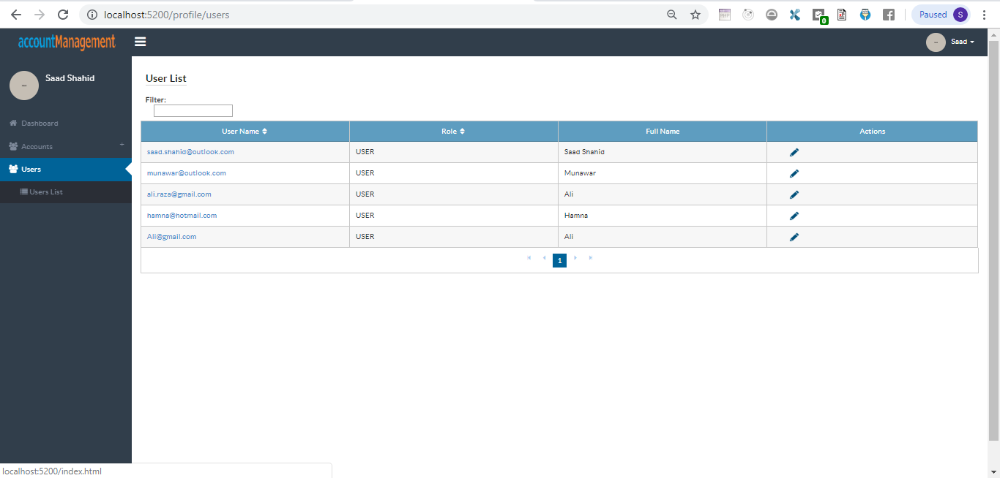 localhost:5200/profile/users
0
Paused S
accountManagement
Saad
Saad Shahid
Dashboard
Accounts +
Users
Users List
User List
Filter:
User Name Role Full Name Actions
saad.shahid@outlook.com USER Saad Shahid
munawar@outlook.com USER Munawar
ali.raza@gmail.com USER Ali
hamna@hotmail.com USER Hamna
Ali@gmail.com USER Ali
1
localhost:5200/index.html